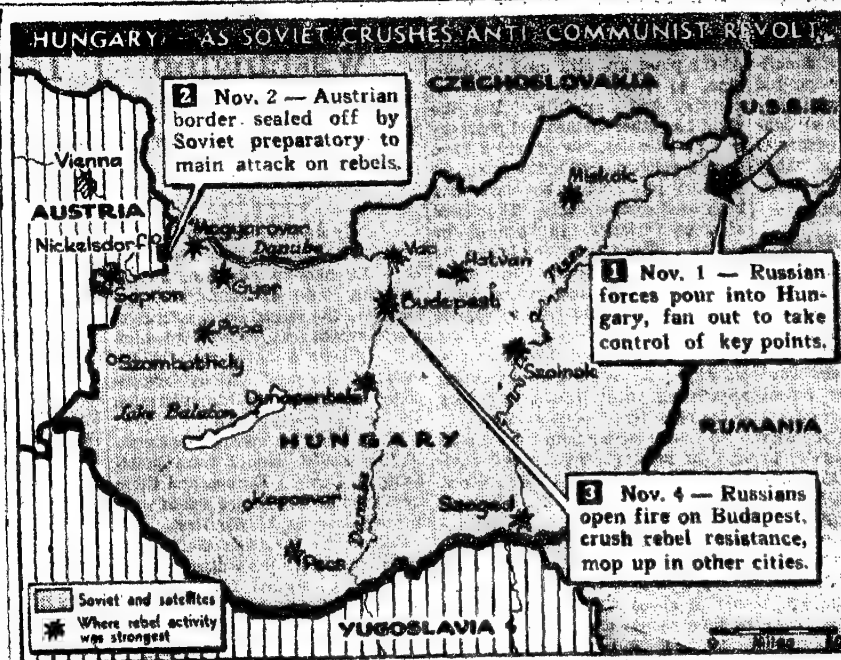 HUNGARY - AS SOVIET CRUSHES ANTI COMMUNIST REVOLT
2 Nov. 2 — Austrian
border sealed off by
Soviet preparatory to
main attack on rebels.
CZECHOSLOVAKIA
U.S.S.R.
Vienna
AUSTRIA
Nickelsdorf
Magyarovar
Danube
Vac
Hatvan
Miskolc
Tisza
Sopron
Gyor
Budapest
1 Nov. 1 — Russian
forces pour into Hun-
gary, fan out to take
control of key points.
Papa
Szombathely
Szolnok
Lake Balaton
Dunapentele
HUNGARY
RUMANIA
Kaposvar
Danube
Szeged
Pecs
3 Nov. 4 — Russians
open fire on Budapest,
crush rebel resistance,
mop up in other cities.
Soviet and satellites
Where rebel activity
was strongest
YUGOSLAVIA
0 Miles